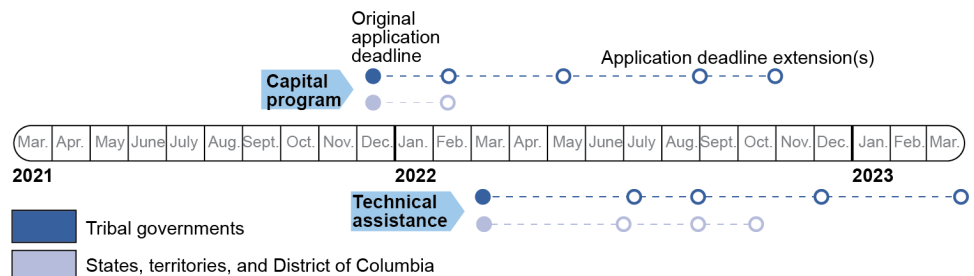 Original
application
deadline
Application deadline extension(s)
Capital
program
Mar. Apr. May June July Aug. Sept. Oct. Nov. Dec. Jan. Feb. Mar. Apr. May June July Aug. Sept. Oct. Nov. Dec. Jan. Feb. Mar.
2021 2022 2023
Technical
assistance
Tribal governments
States, territories, and District of Columbia